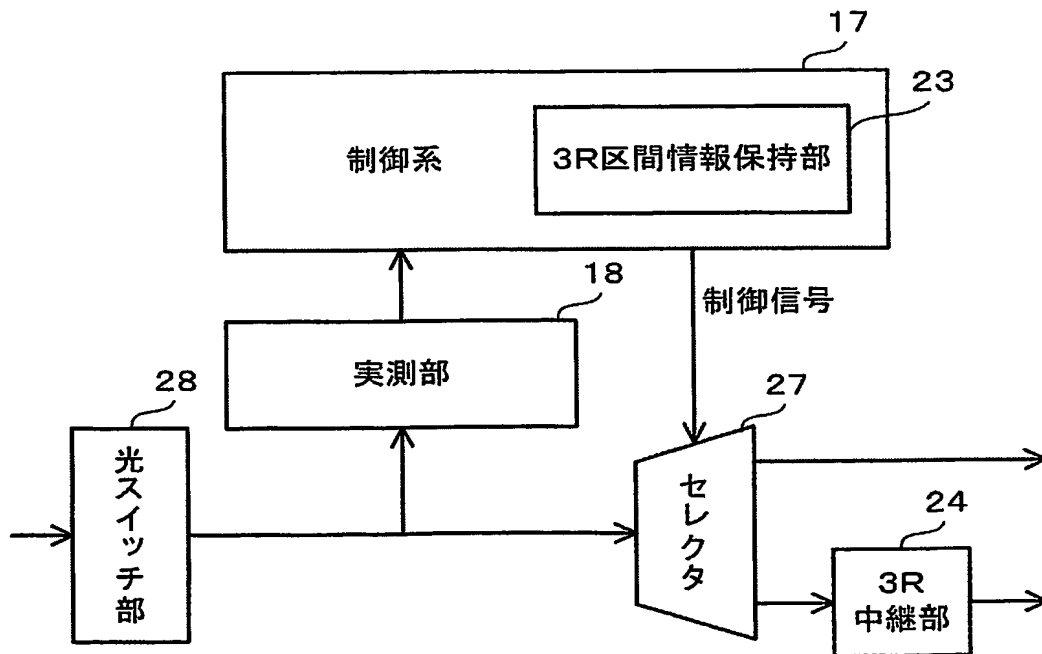 17
23
制御系
3R区間情報保持部
18
制御信号
実測部
28
27
光スイッチ部
セレクタ
24
3R
中継部